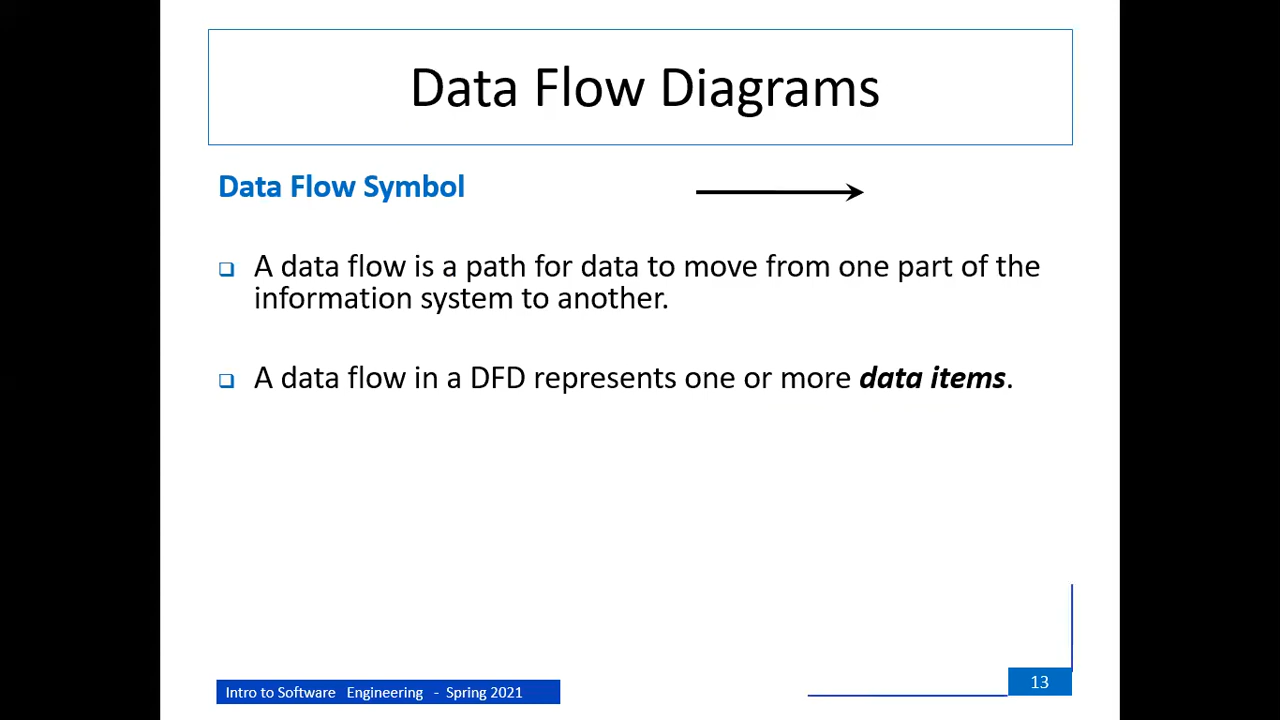 Data Flow Diagrams
Data Flow Symbol
A data flow is a path for data to move from one part of the
information system to another.
A data flow in a DFD represents one or more data items.
Intro to Software Engineering - Spring 2021
13